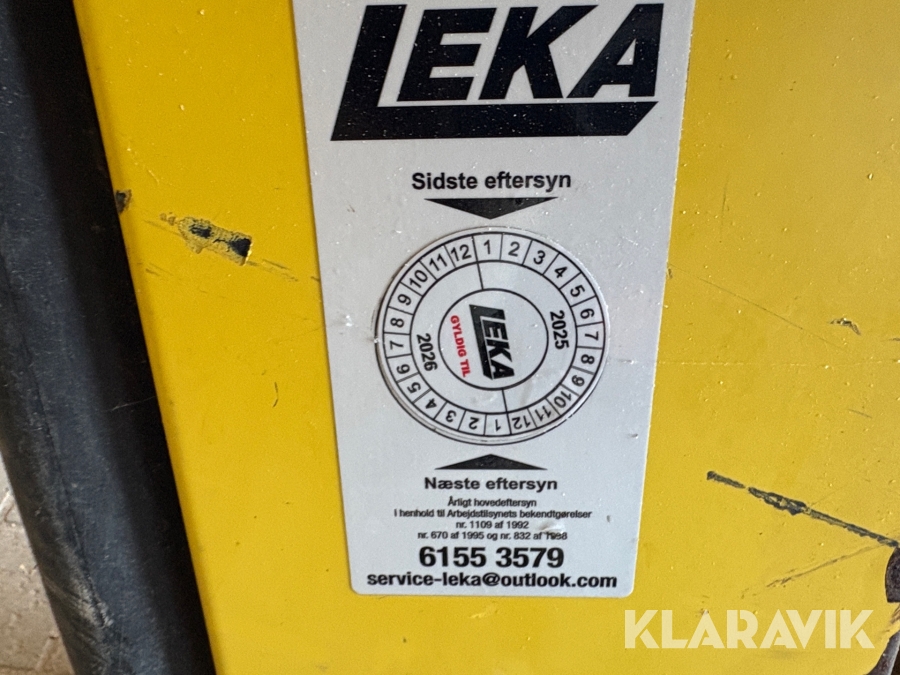 LEKA
Sidste eftersyn
1 2 3 4 5 6 7 8 9 10 11 12
2025
1 2 3 4 5 6 7 8 9 10 11 12
2026
LEKA
GYLDIG TIL
Næste eftersyn
Årligt hovedeftersyn
I henhold til Arbejdstilsynets bekendtgørelser
nr. 1109 af 1992
nr. 670 af 1995 og nr. 832 af 1998
6155 3579
service-leka@outlook.com
KLARAVIK